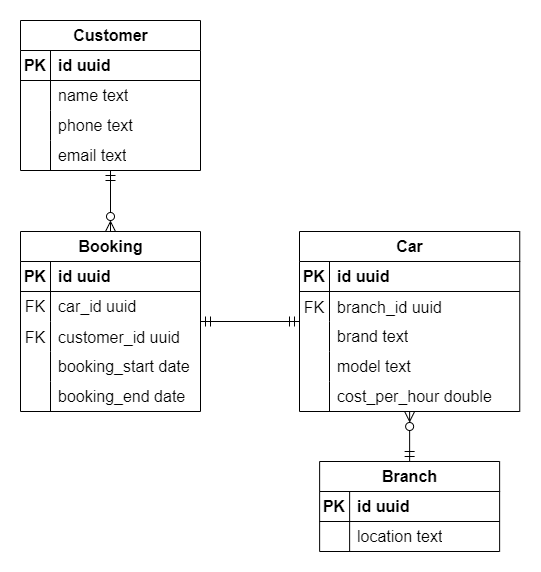 Customer
PK id uuid
name text
phone text
email text
Booking
PK id uuid
FK car_id uuid
FK customer_id uuid
booking_start date
booking_end date
Car
PK id uuid
FK branch_id uuid
brand text
model text
cost_per_hour double
Branch
PK id uuid
location text